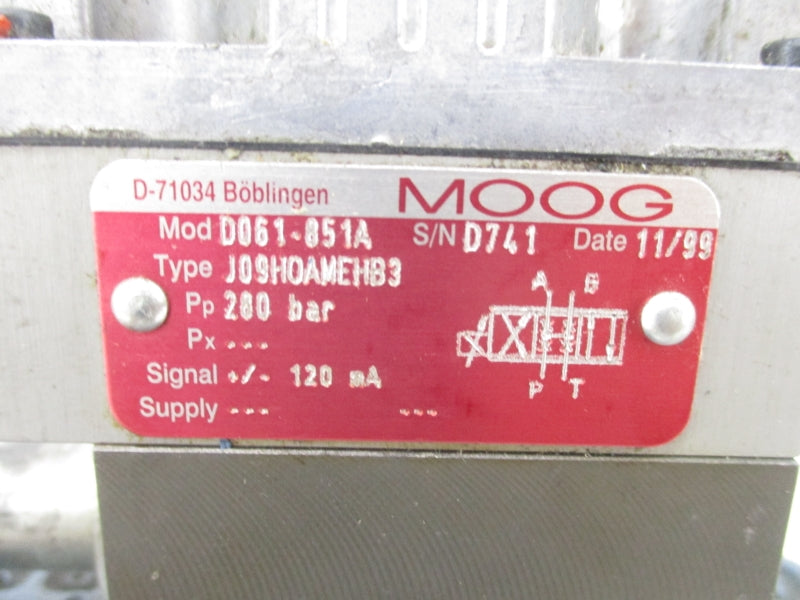 D-71034 Böblingen MOOG
Mod D061-851A S/N D741 Date 11/99
Type J09HOAMEHB3
Pp 280 bar
Px ---
Signal +/- 120 mA
Supply --- ---
A B
P T